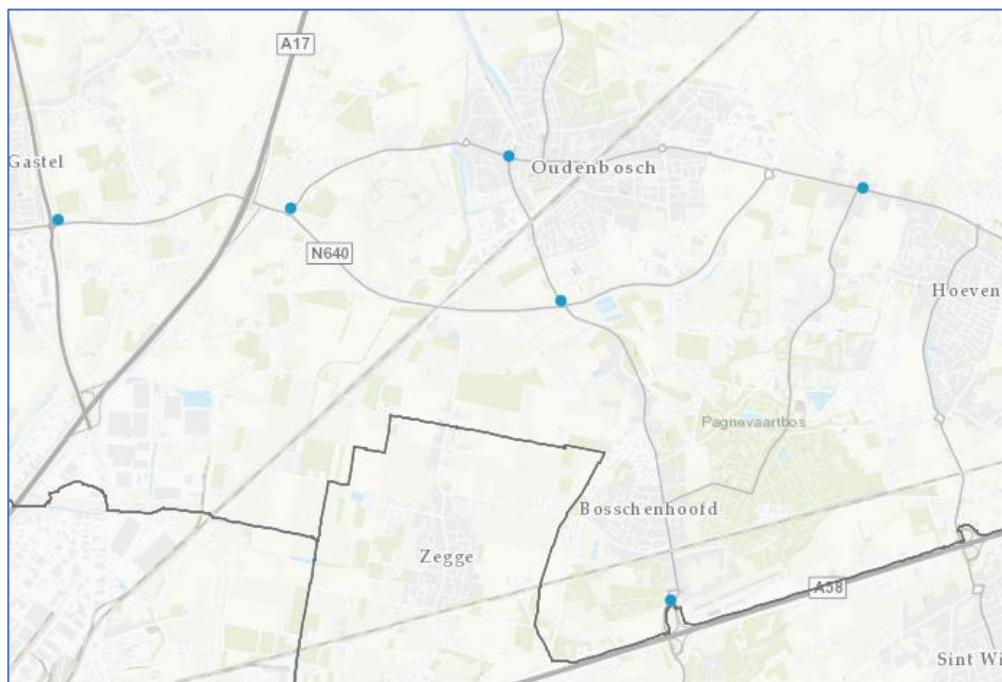 A17
Gastel
Oudenbosch
N640
Hoeven
Pagnevaartbos
Bosschenhoofd
Zegge
A58
Sint Wi